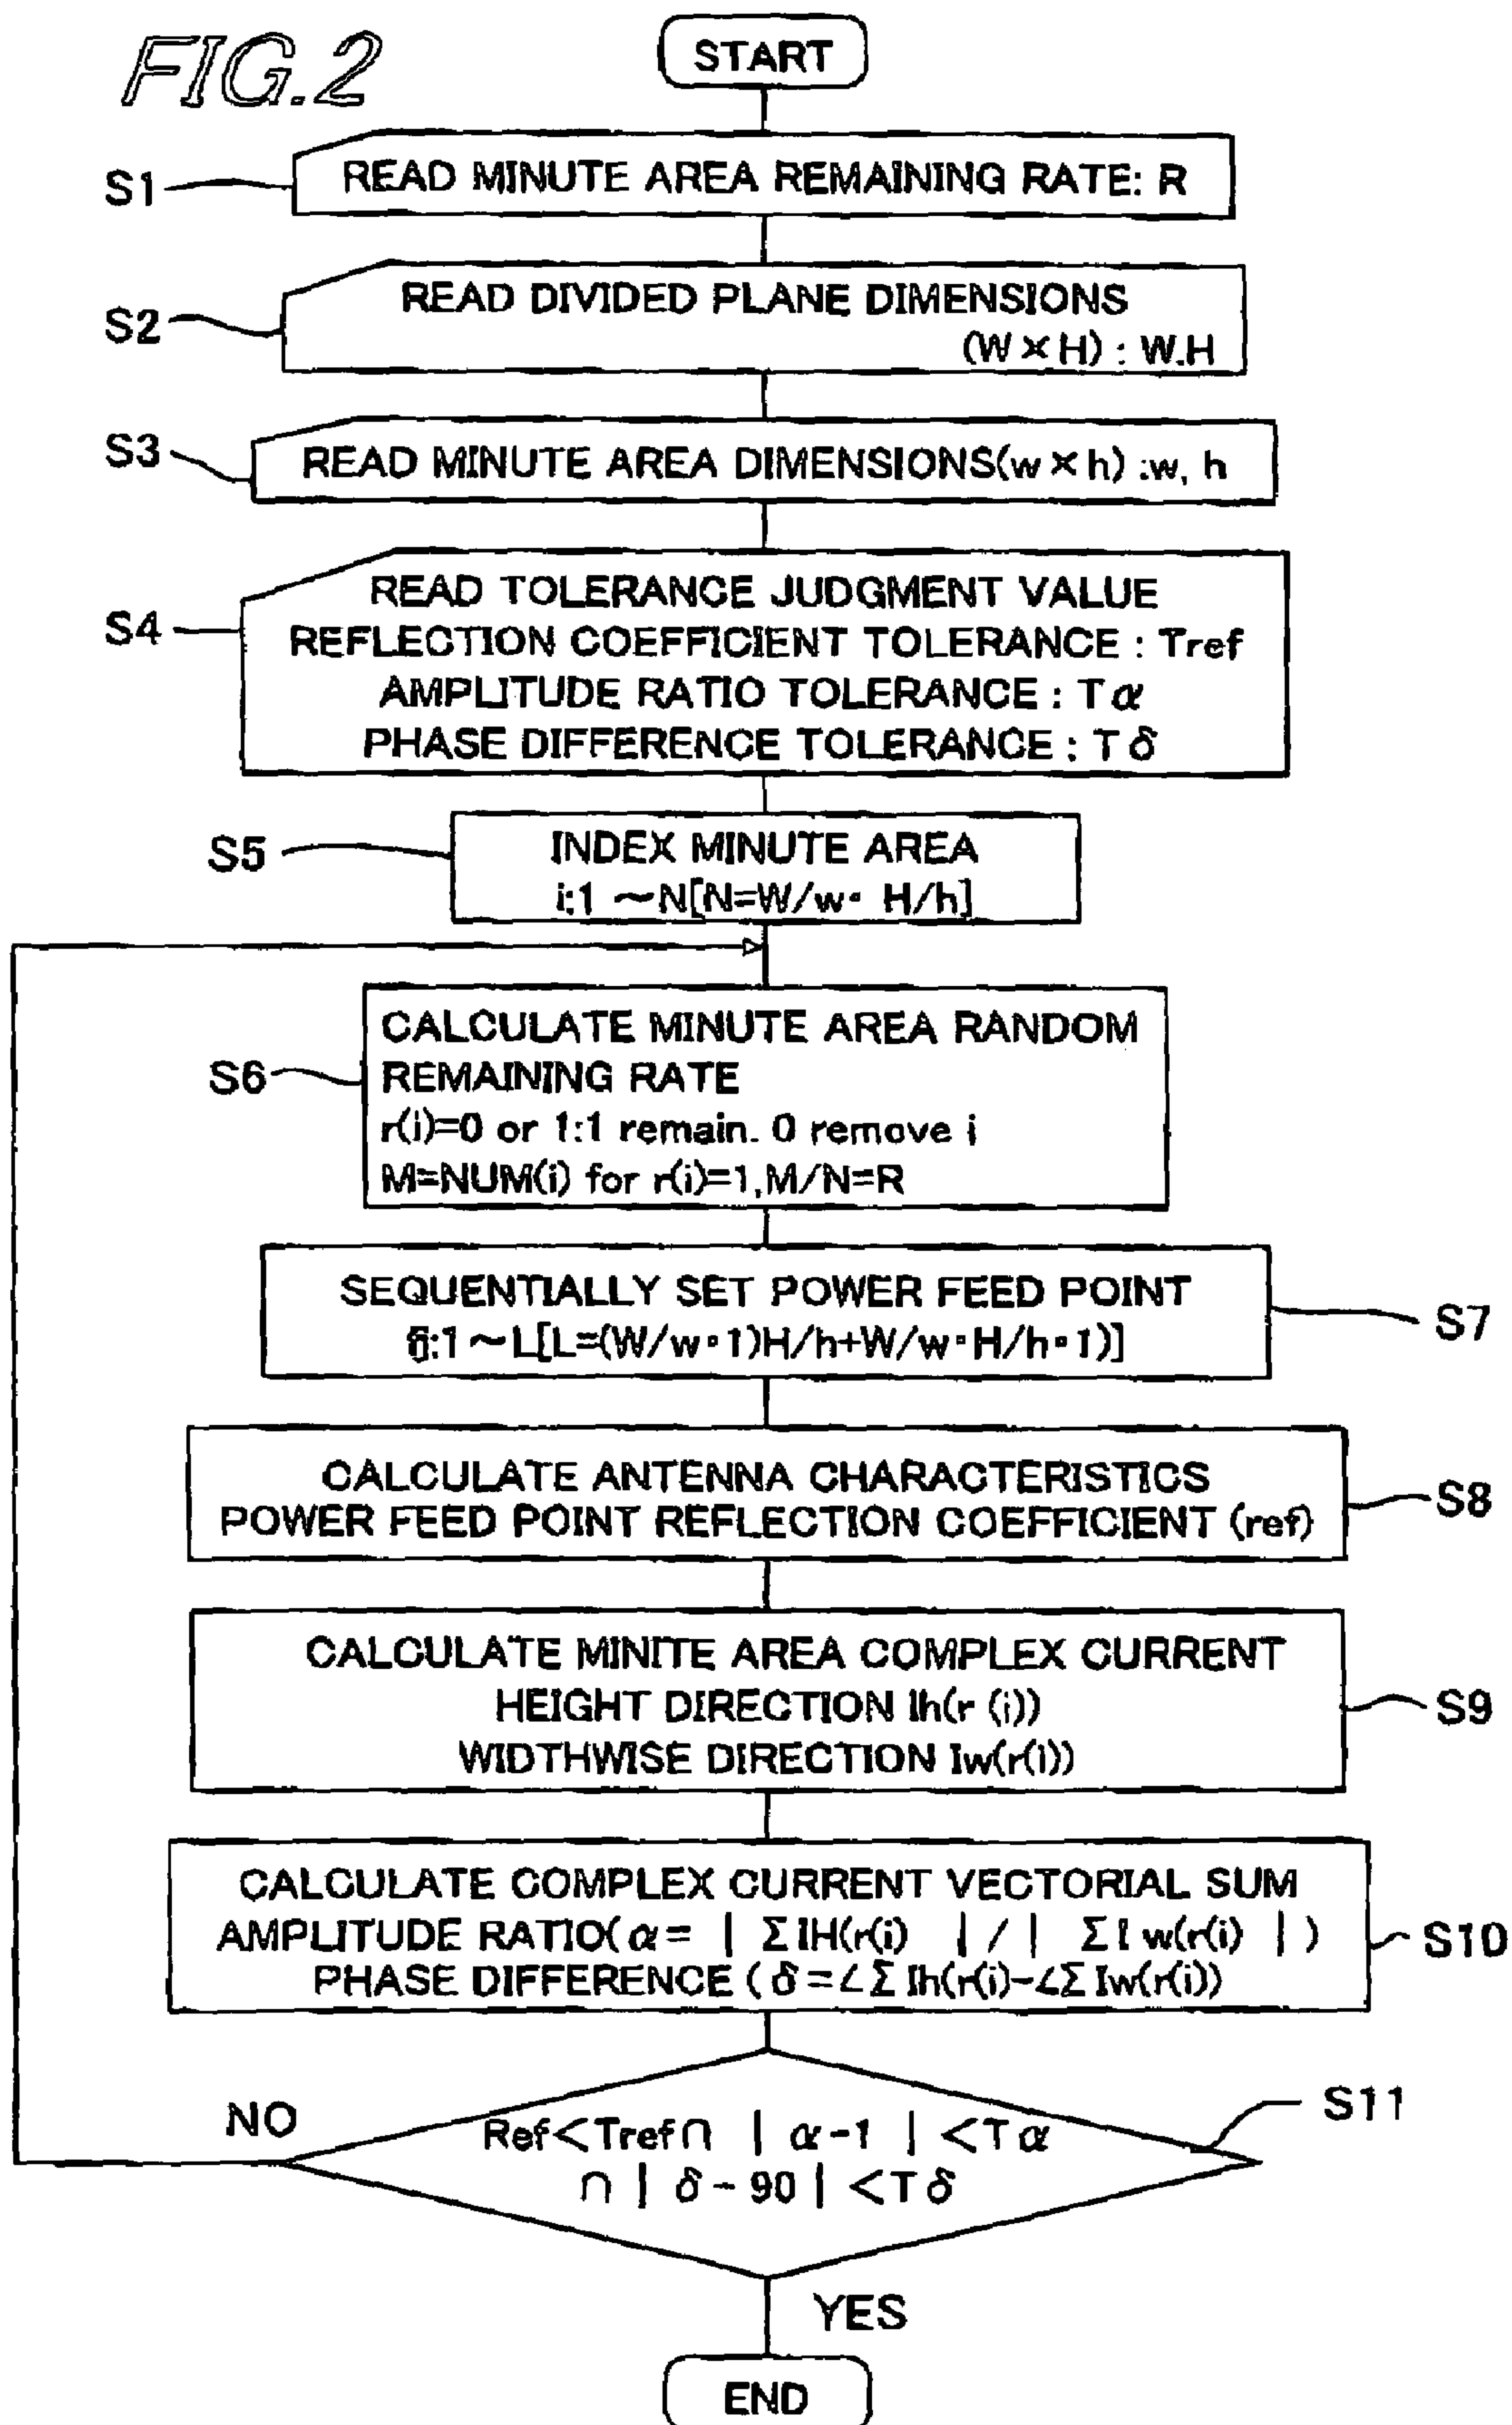 FIG.2
START
S1
READ MINUTE AREA REMAINING RATE: R
S2
READ DIVIDED PLANE DIMENSIONS
(W×H) : W.H
S3
READ MINUTE AREA DIMENSIONS(w×h) :w, h
S4
READ TOLERANCE JUDGMENT VALUE
REFLECTION COEFFICIENT TOLERANCE : Tref
AMPLITUDE RATIO TOLERANCE : Tα
PHASE DIFFERENCE TOLERANCE : Tδ
S5
INDEX MINUTE AREA
i:1 ~N[N=W/w· H/h]
S6
CALCULATE MINUTE AREA RANDOM
REMAINING RATE
r(i)=0 or 1:1 remain. 0 remove i
M=NUM(i) for r(i)=1,M/N=R
SEQUENTIALLY SET POWER FEED POINT
:1~L[L=(W/w·1)H/h+W/w·H/h·1)]
S7
CALCULATE ANTENNA CHARACTERISTICS
POWER FEED POINT REFLECTION COEFFICIENT (ref)
S8
CALCULATE MINITE AREA COMPLEX CURRENT
HEIGHT DIRECTION Ih(r (i))
WIDTHWISE DIRECTION Iw(r(i))
S9
CALCULATE COMPLEX CURRENT VECTORIAL SUM
AMPLITUDE RATIO(α= | ΣIH(r(i) | / | ΣI w(r(i) | )
PHASE DIFFERENCE (δ=∠Σ Ih(r(i)-∠Σ Iw(r(i))
S10
S11
NO
Ref<Tref∩ | α-1 | <Tα
∩ | δ-90 | <Tδ
YES
END